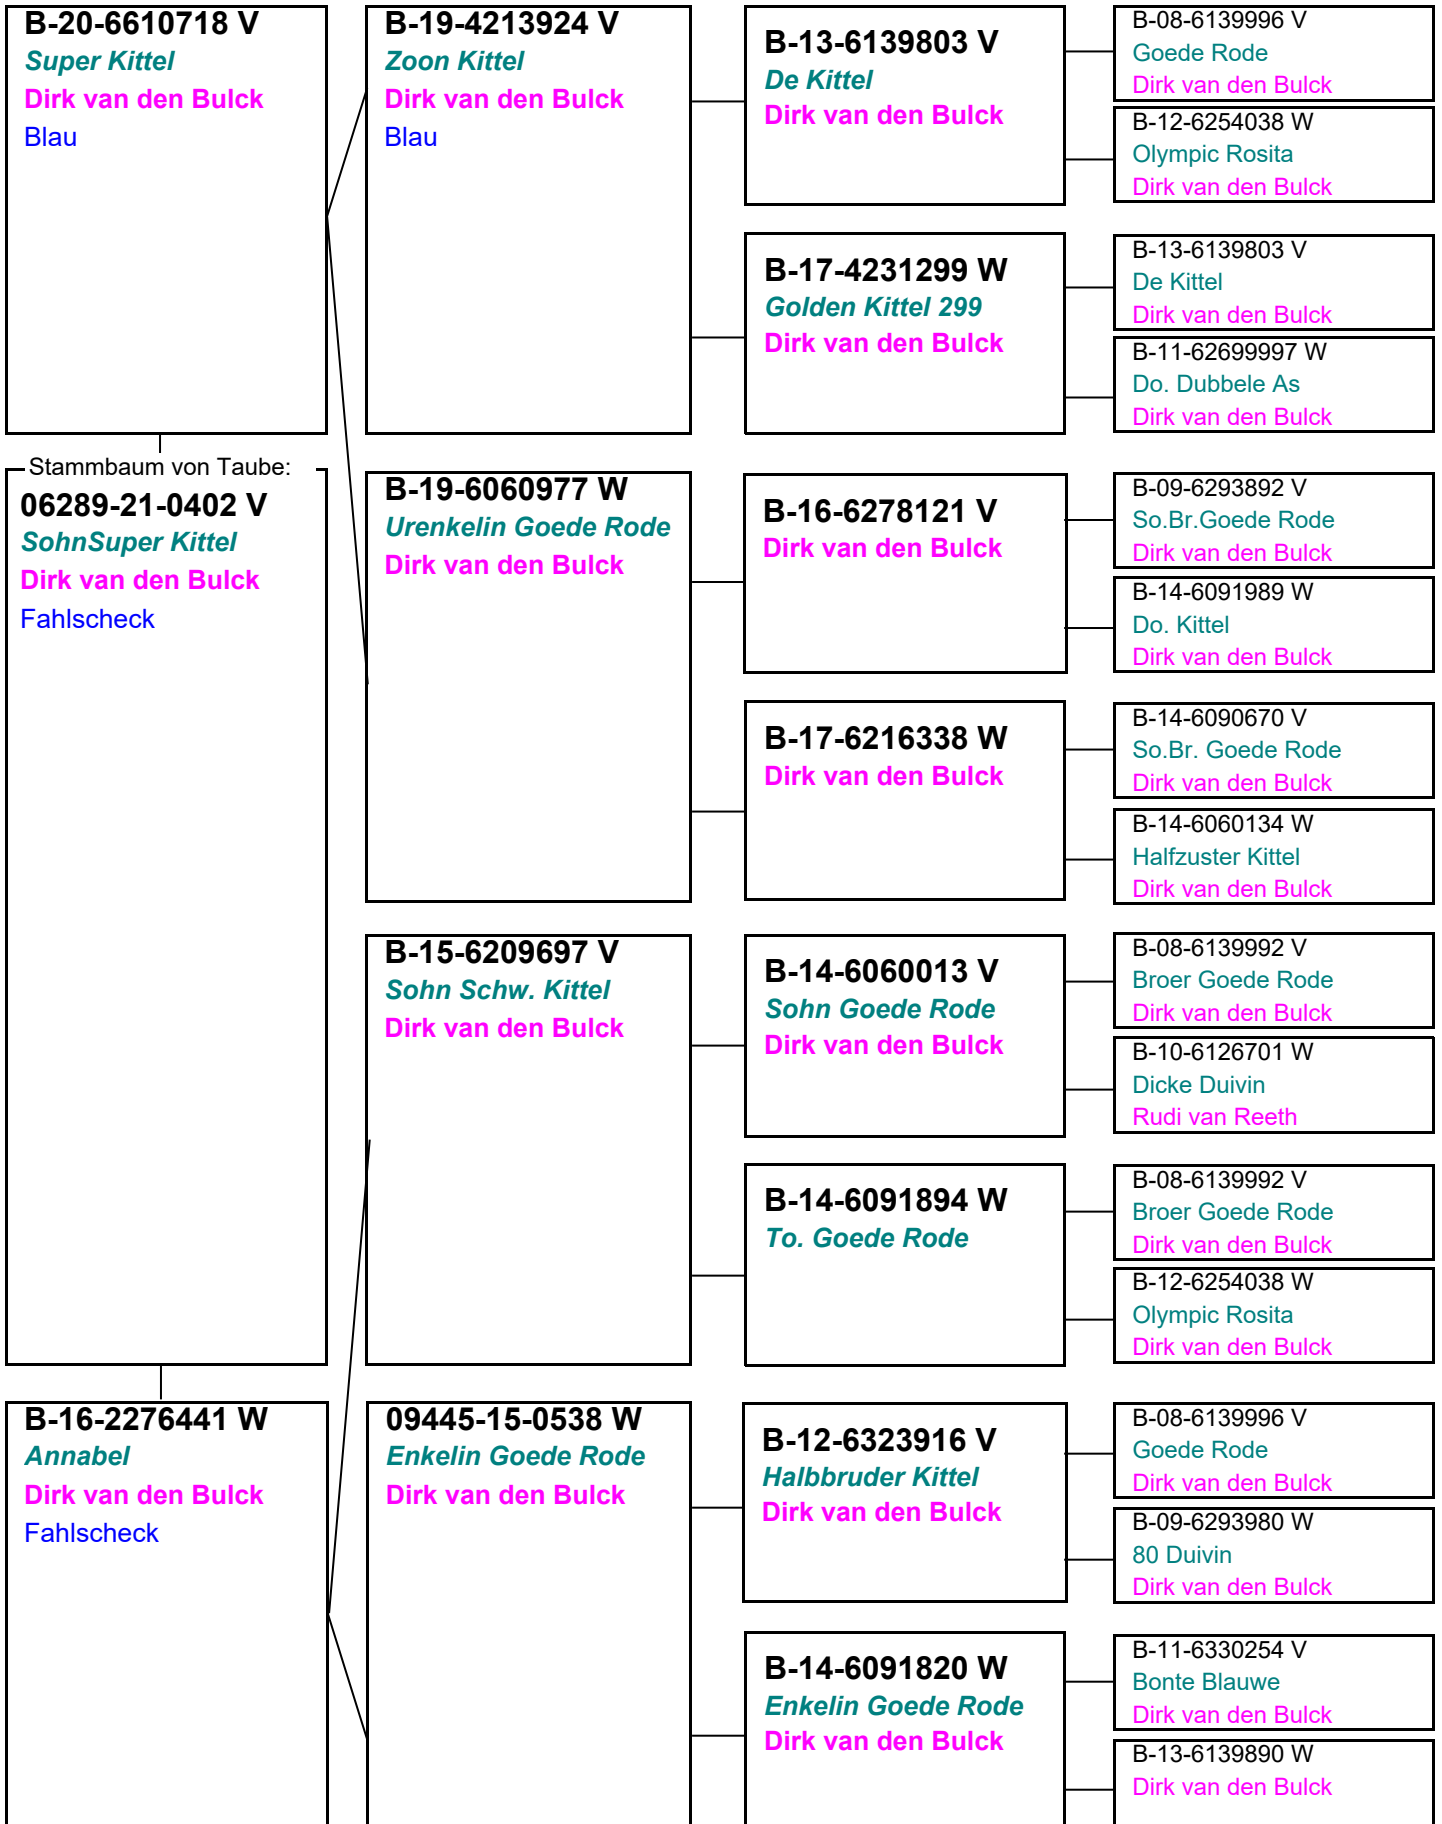 B-20-6610718 V
Super Kittel
Dirk van den Bulck
Blau
Stammbaum von Taube:
06289-21-0402 V
SohnSuper Kittel
Dirk van den Bulck
Fahlscheck
B-16-2276441 W
Annabel
Dirk van den Bulck
Fahlscheck
B-19-4213924 V
Zoon Kittel
Dirk van den Bulck
Blau
B-19-6060977 W
Urenkelin Goede Rode
Dirk van den Bulck
B-15-6209697 V
Sohn Schw. Kittel
Dirk van den Bulck
09445-15-0538 W
Enkelin Goede Rode
Dirk van den Bulck
B-13-6139803 V
De Kittel
Dirk van den Bulck
B-17-4231299 W
Golden Kittel 299
Dirk van den Bulck
B-16-6278121 V
Dirk van den Bulck
B-17-6216338 W
Dirk van den Bulck
B-14-6060013 V
Sohn Goede Rode
Dirk van den Bulck
B-14-6091894 W
To. Goede Rode
B-12-6323916 V
Halbbruder Kittel
Dirk van den Bulck
B-14-6091820 W
Enkelin Goede Rode
Dirk van den Bulck
B-08-6139996 V
Goede Rode
Dirk van den Bulck
B-12-6254038 W
Olympic Rosita
Dirk van den Bulck
B-13-6139803 V
De Kittel
Dirk van den Bulck
B-11-62699997 W
Do. Dubbele As
Dirk van den Bulck
B-09-6293892 V
So.Br.Goede Rode
Dirk van den Bulck
B-14-6091989 W
Do. Kittel
Dirk van den Bulck
B-14-6090670 V
So.Br. Goede Rode
Dirk van den Bulck
B-14-6060134 W
Halfzuster Kittel
Dirk van den Bulck
B-08-6139992 V
Broer Goede Rode
Dirk van den Bulck
B-10-6126701 W
Dicke Duivin
Rudi van Reeth
B-08-6139992 V
Broer Goede Rode
Dirk van den Bulck
B-12-6254038 W
Olympic Rosita
Dirk van den Bulck
B-08-6139996 V
Goede Rode
Dirk van den Bulck
B-09-6293980 W
80 Duivin
Dirk van den Bulck
B-11-6330254 V
Bonte Blauwe
Dirk van den Bulck
B-13-6139890 W
Dirk van den Bulck